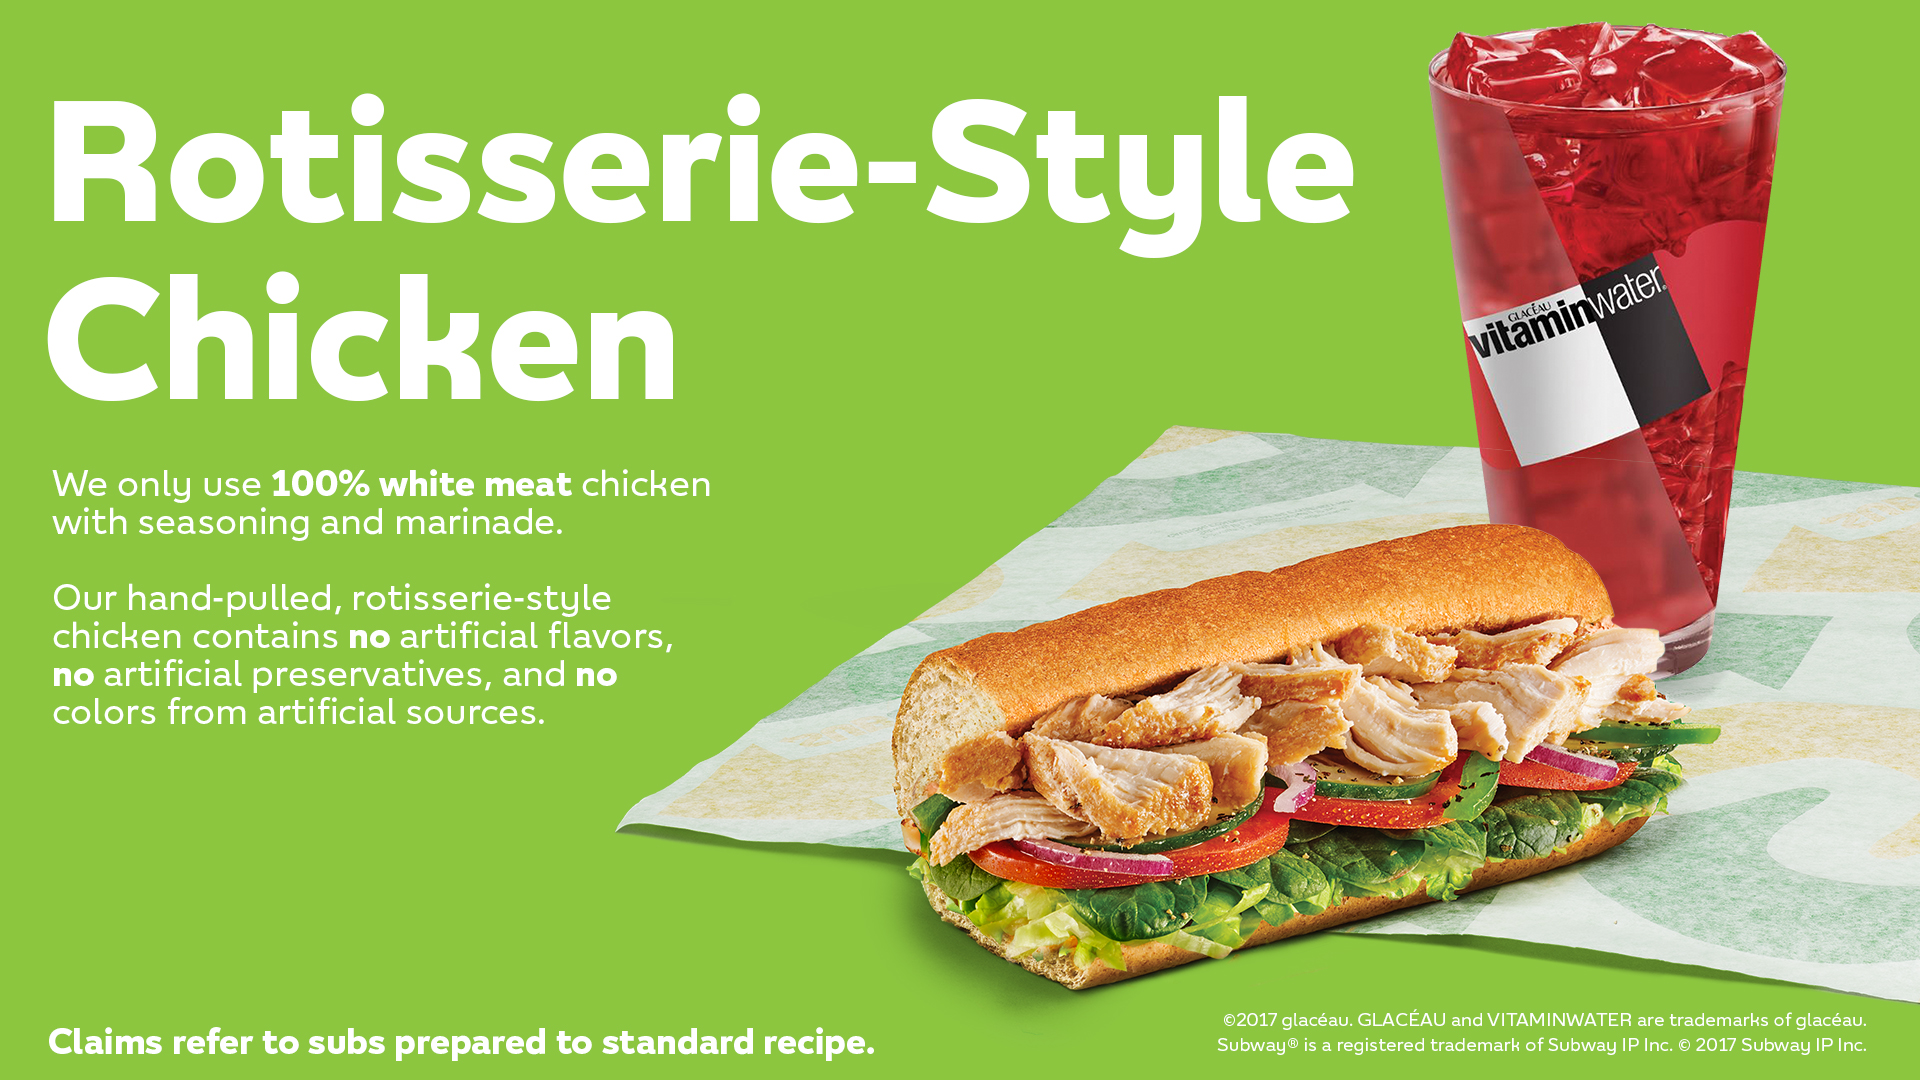 Rotisserie-Style
Chicken
We only use 100% white meat chicken
with seasoning and marinade.
Our hand-pulled, rotisserie-style
chicken contains no artificial flavors,
no artificial preservatives, and no
colors from artificial sources.
GLACÉAU
vitaminwater.
Claims refer to subs prepared to standard recipe.
©2017 glacéau. GLACÉAU and VITAMINWATER are trademarks of glacéau.
Subway® is a registered trademark of Subway IP Inc. © 2017 Subway IP Inc.